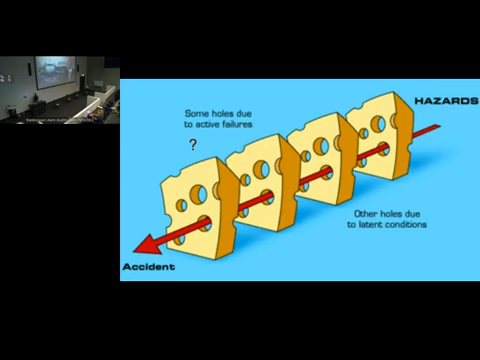 HAZARDS
Some holes due
to active failures
?
Other holes due
to latent conditions
Accident